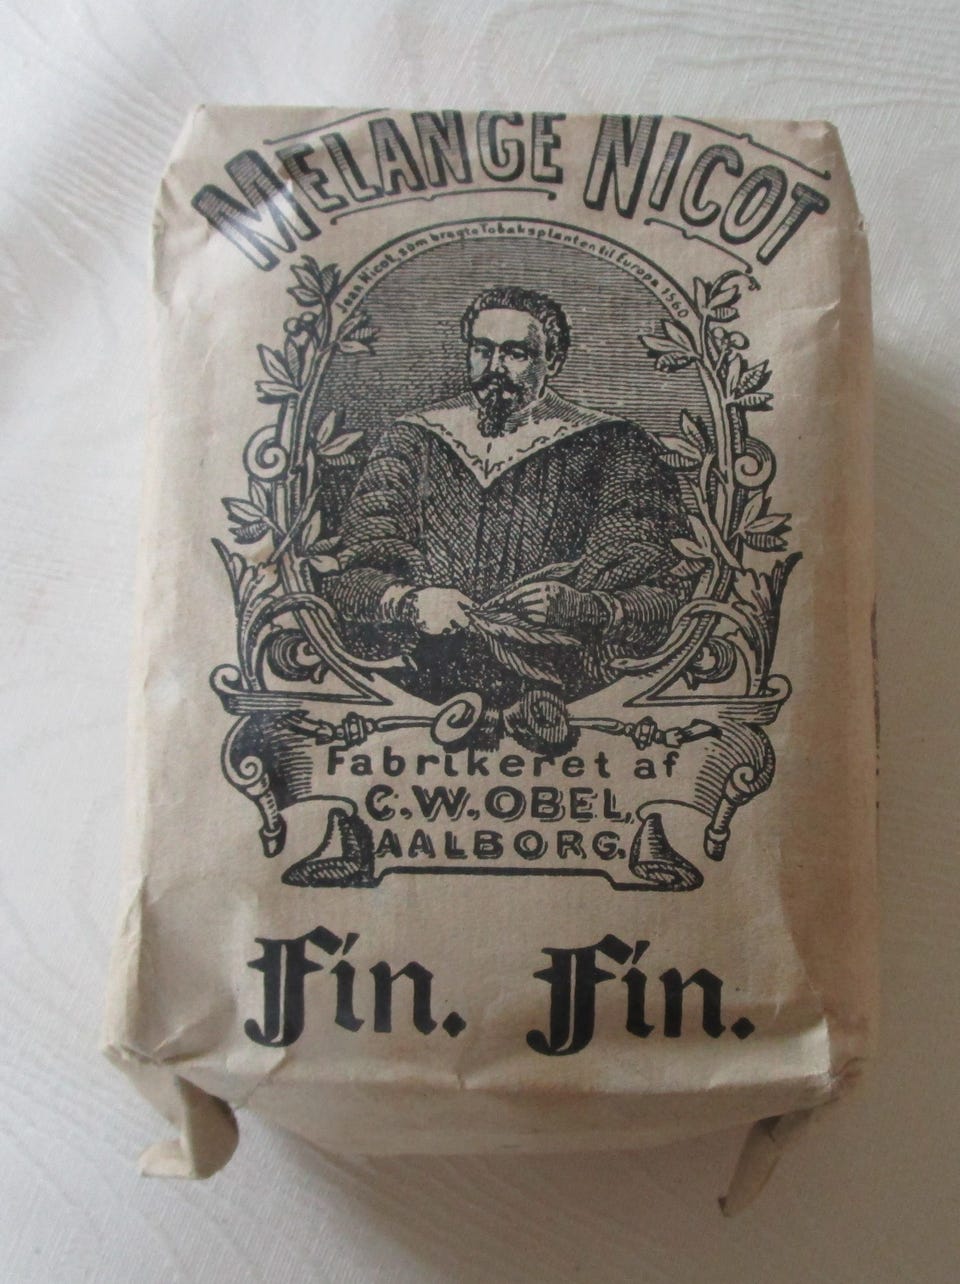 MELANGE NICOT
Jean Nicot, som bragte Tobaksplanten til Europa 1560
Fabrikeret af
C.W. OBEL,
AALBORG.
Fin. Fin.